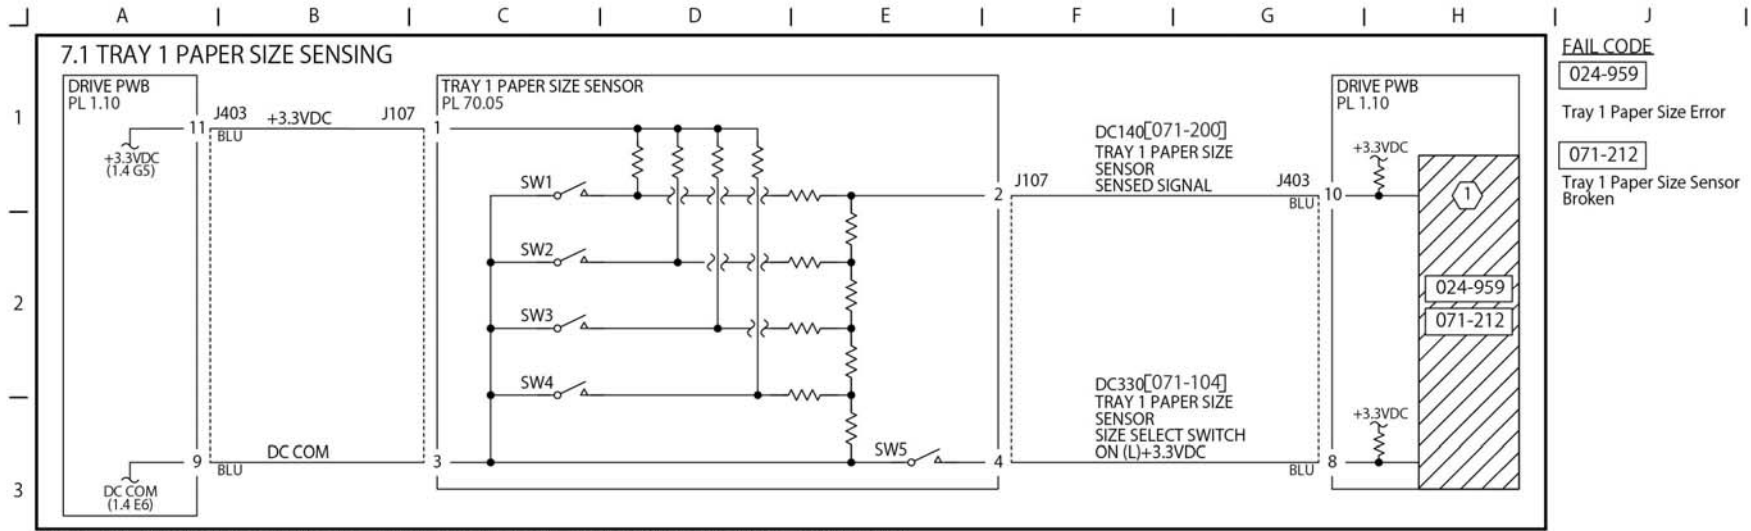 A B C D E F G H J
7.1 TRAY 1 PAPER SIZE SENSING
FAIL CODE
024-959
Tray 1 Paper Size Error
071-212
Tray 1 Paper Size Sensor
Broken
1
2
3
DRIVE PWB
PL 1.10
+3.3VDC
(1.4 G5)
DC COM
(1.4 E6)
11
J403
BLU
+3.3VDC
J107
1
9
BLU
DC COM
3
TRAY 1 PAPER SIZE SENSOR
PL 70.05
SW1
SW2
SW3
SW4
SW5
2
4
J107
DC140[071-200]
TRAY 1 PAPER SIZE
SENSOR
SENSED SIGNAL
J403
BLU
10
DC330[071-104]
TRAY 1 PAPER SIZE
SENSOR
SIZE SELECT SWITCH
ON (L)+3.3VDC
BLU
8
DRIVE PWB
PL 1.10
+3.3VDC
1
024-959
071-212
+3.3VDC